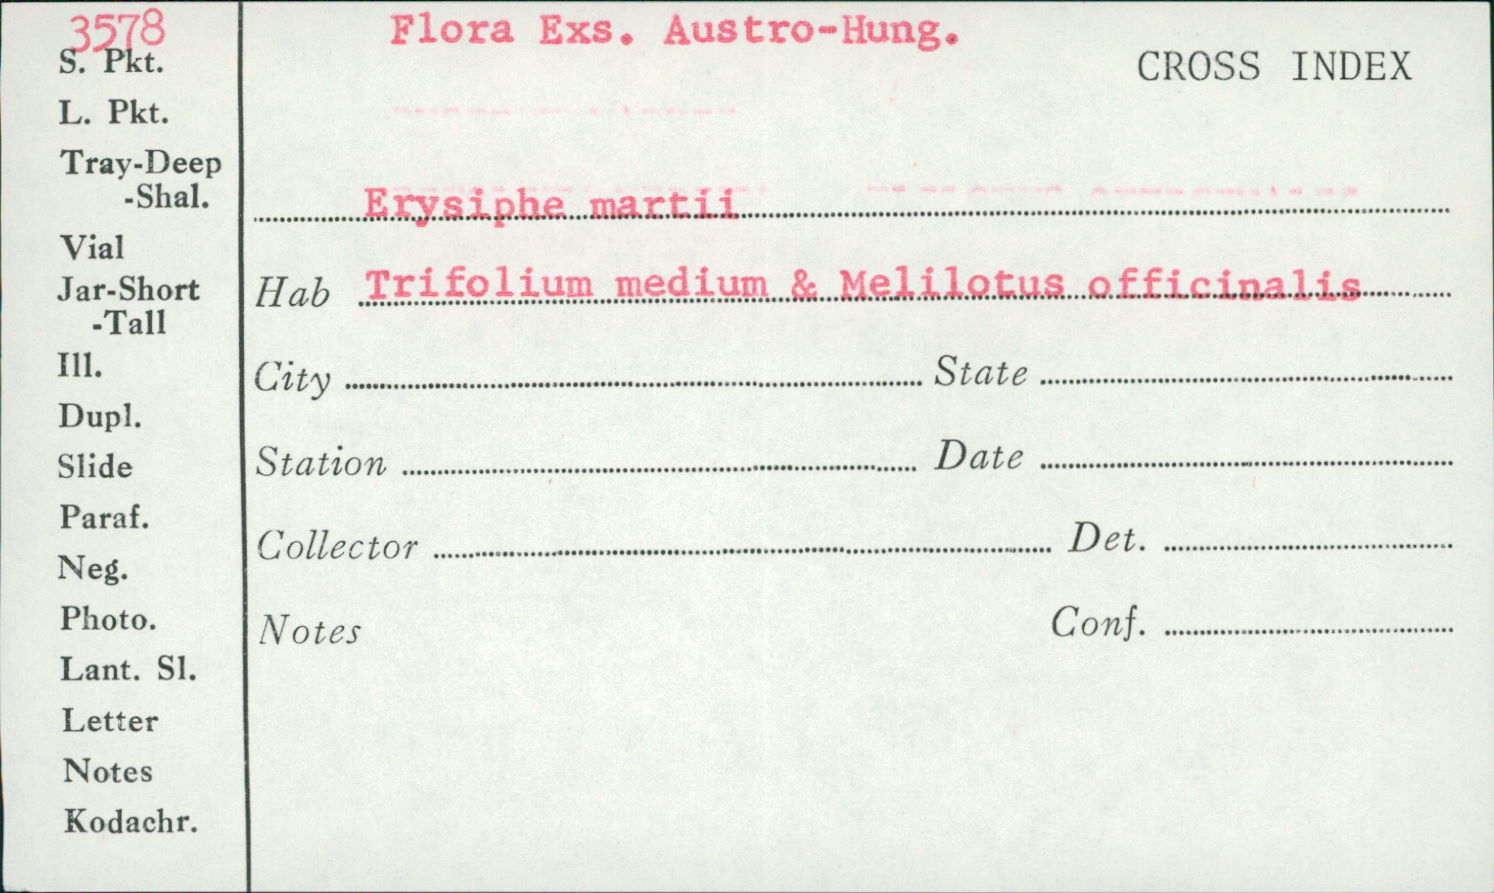 3578
S. Pkt.
L. Pkt.
Tray-Deep
-Shal.
Vial
Jar-Short
-Tall
Ill.
Dupl.
Slide
Paraf.
Neg.
Photo.
Lant. Sl.
Letter
Notes
Kodachr.
Flora Exs. Austro-Hung.
CROSS INDEX
Erysiphe martii
Hab Trifolium medium & Melilotus officinalis
City State
Station Date
Collector Det.
Notes Conf.